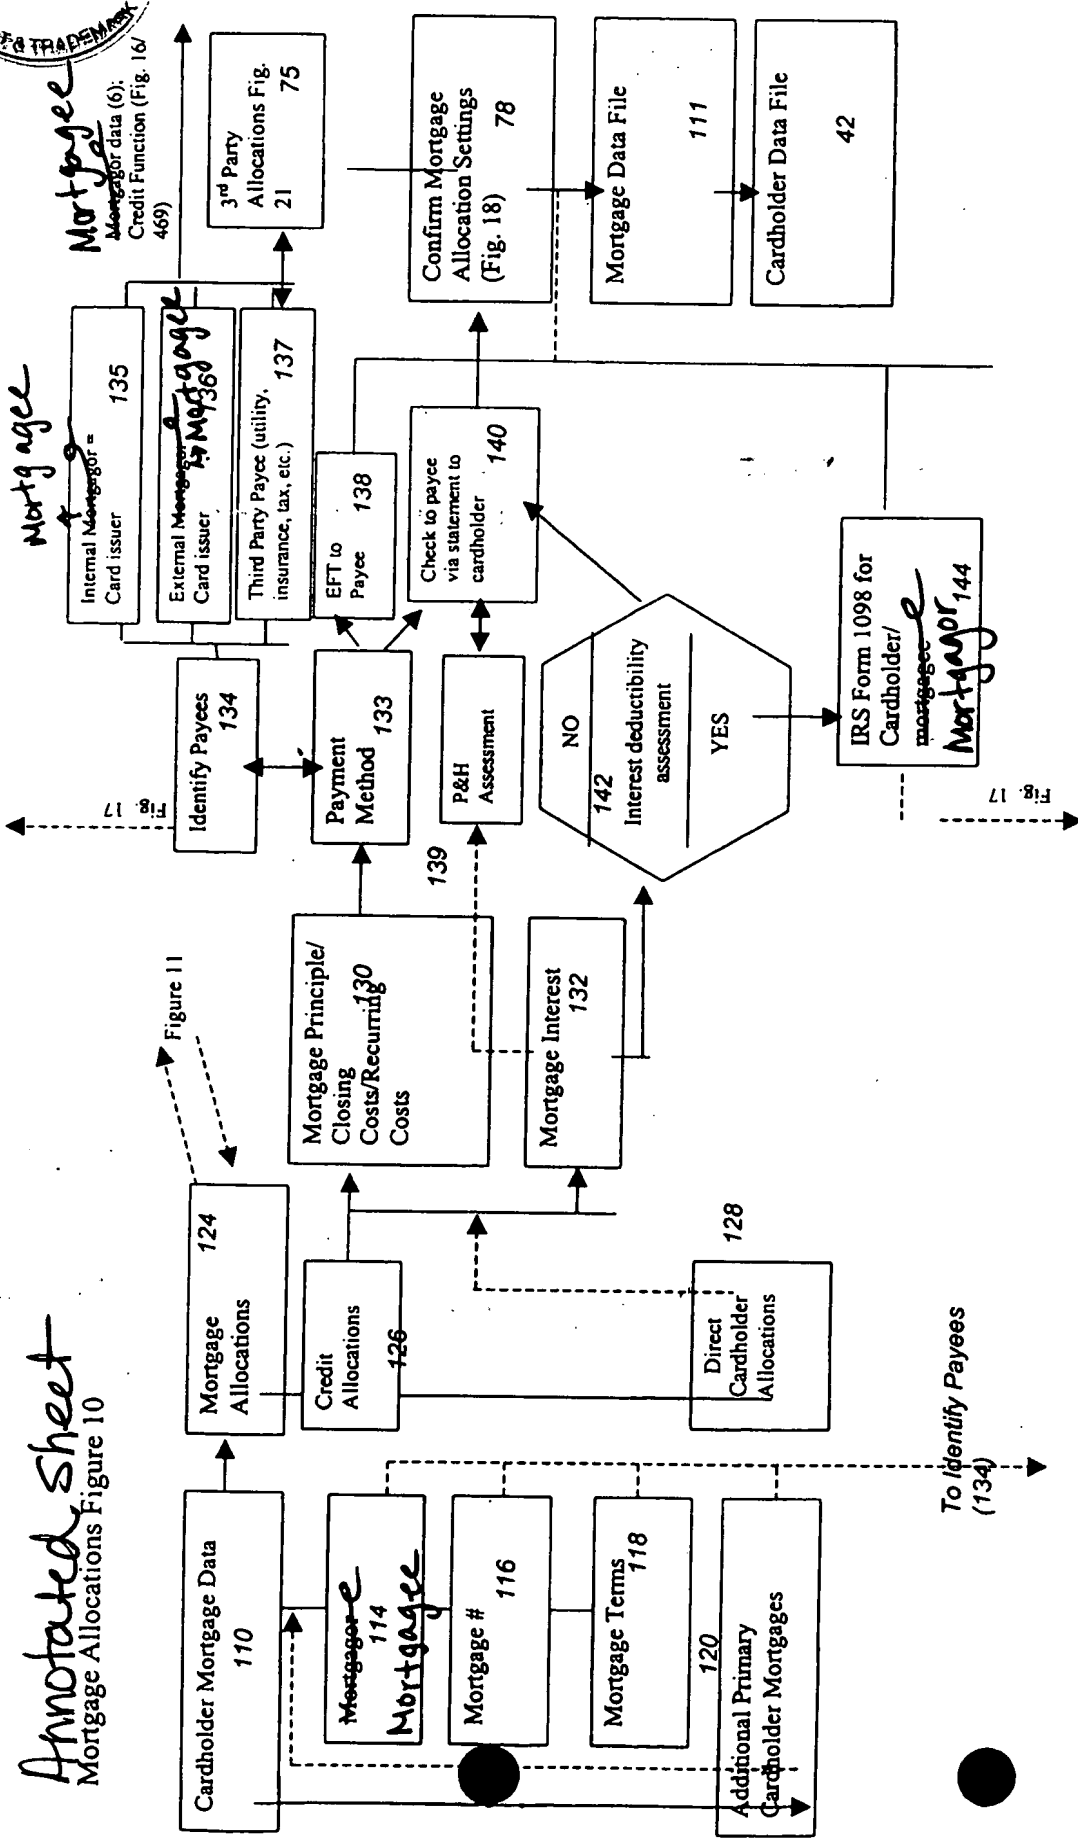 Annotated Sheet
Mortgage Allocations Figure 10
Cardholder Mortgage Data
110
Mortgagor
114
Mortgagee
Mortgage #
116
Mortgage Terms
118
120
Additional Primary
Cardholder Mortgages
To Identify Payees
(134)
Mortgage
Allocations
124
Figure 11
Credit
Allocations
126
Direct
Cardholder
Allocations
128
Mortgage Principle/
Closing
Costs/Recurring
Costs
130
Mortgage Interest
132
Fig. 17
Identify Payees
134
Payment
Method
133
139
P&H
Assessment
NO
142
Interest deductibility
assessment
YES
IRS Form 1098 for
Cardholder/
mortgagee
Mortgagor
144
Fig. 17
Mortgagee
Internal Mortgagor =
Card issuer
135
External Mortgagor
Mortgagee
Card issuer
136
Third Party Payee (utility,
insurance, tax, etc.)
137
EFT to
Payee
138
Check to payee
via statement to
cardholder
140
& TRADEMARK
Mortgagee
Mortgagor data (6);
Credit Function (Fig. 16/
469)
3rd Party
Allocations Fig.
21
75
Confirm Mortgage
Allocation Settings
(Fig. 18)
78
Mortgage Data File
111
Cardholder Data File
42